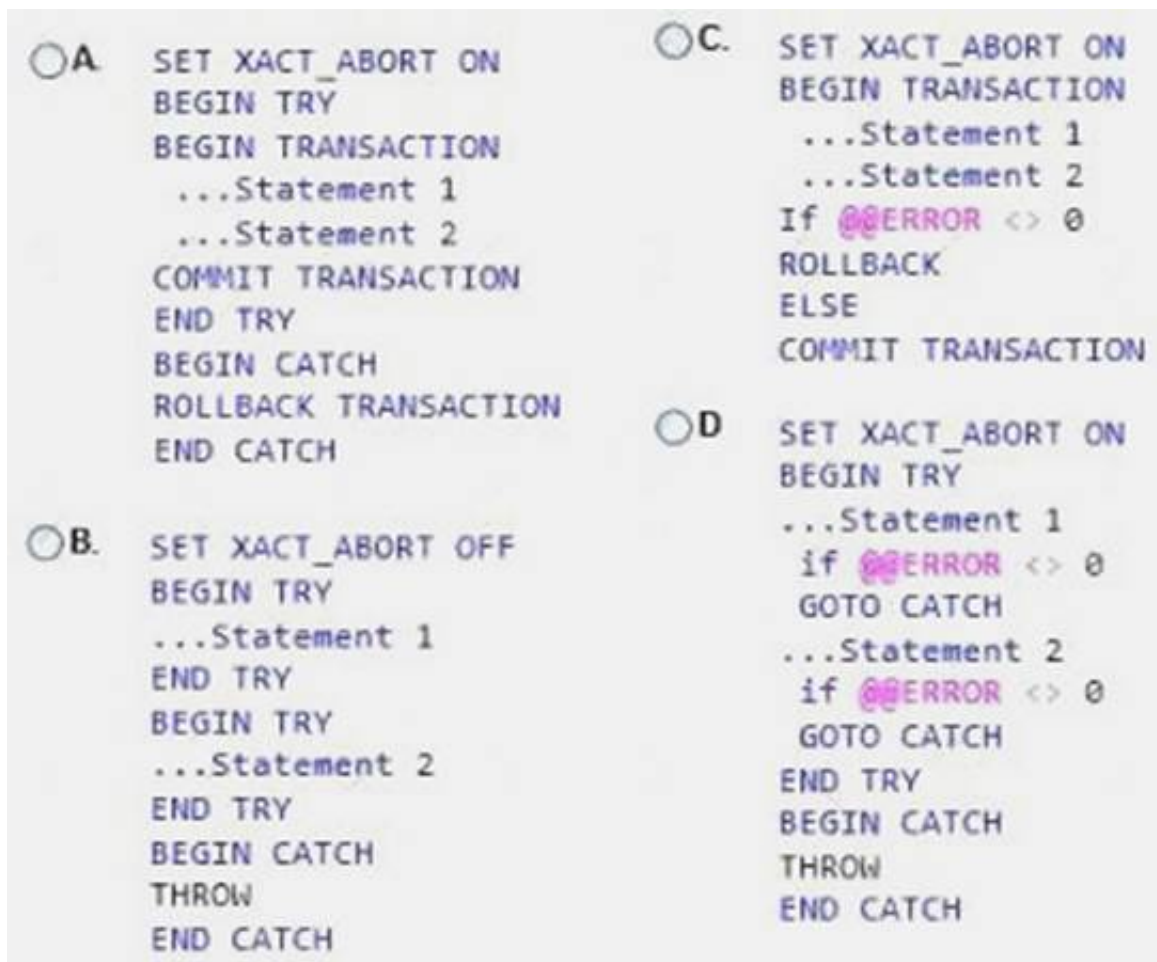 A. SET XACT_ABORT ON
BEGIN TRY
BEGIN TRANSACTION
...Statement 1
...Statement 2
COMMIT TRANSACTION
END TRY
BEGIN CATCH
ROLLBACK TRANSACTION
END CATCH
B. SET XACT_ABORT OFF
BEGIN TRY
...Statement 1
END TRY
BEGIN TRY
...Statement 2
END TRY
BEGIN CATCH
THROW
END CATCH
C. SET XACT_ABORT ON
BEGIN TRANSACTION
...Statement 1
...Statement 2
If @@ERROR <> 0
ROLLBACK
ELSE
COMMIT TRANSACTION
D SET XACT_ABORT ON
BEGIN TRY
...Statement 1
if @@ERROR <> 0
GOTO CATCH
...Statement 2
if @@ERROR <> 0
GOTO CATCH
END TRY
BEGIN CATCH
THROW
END CATCH